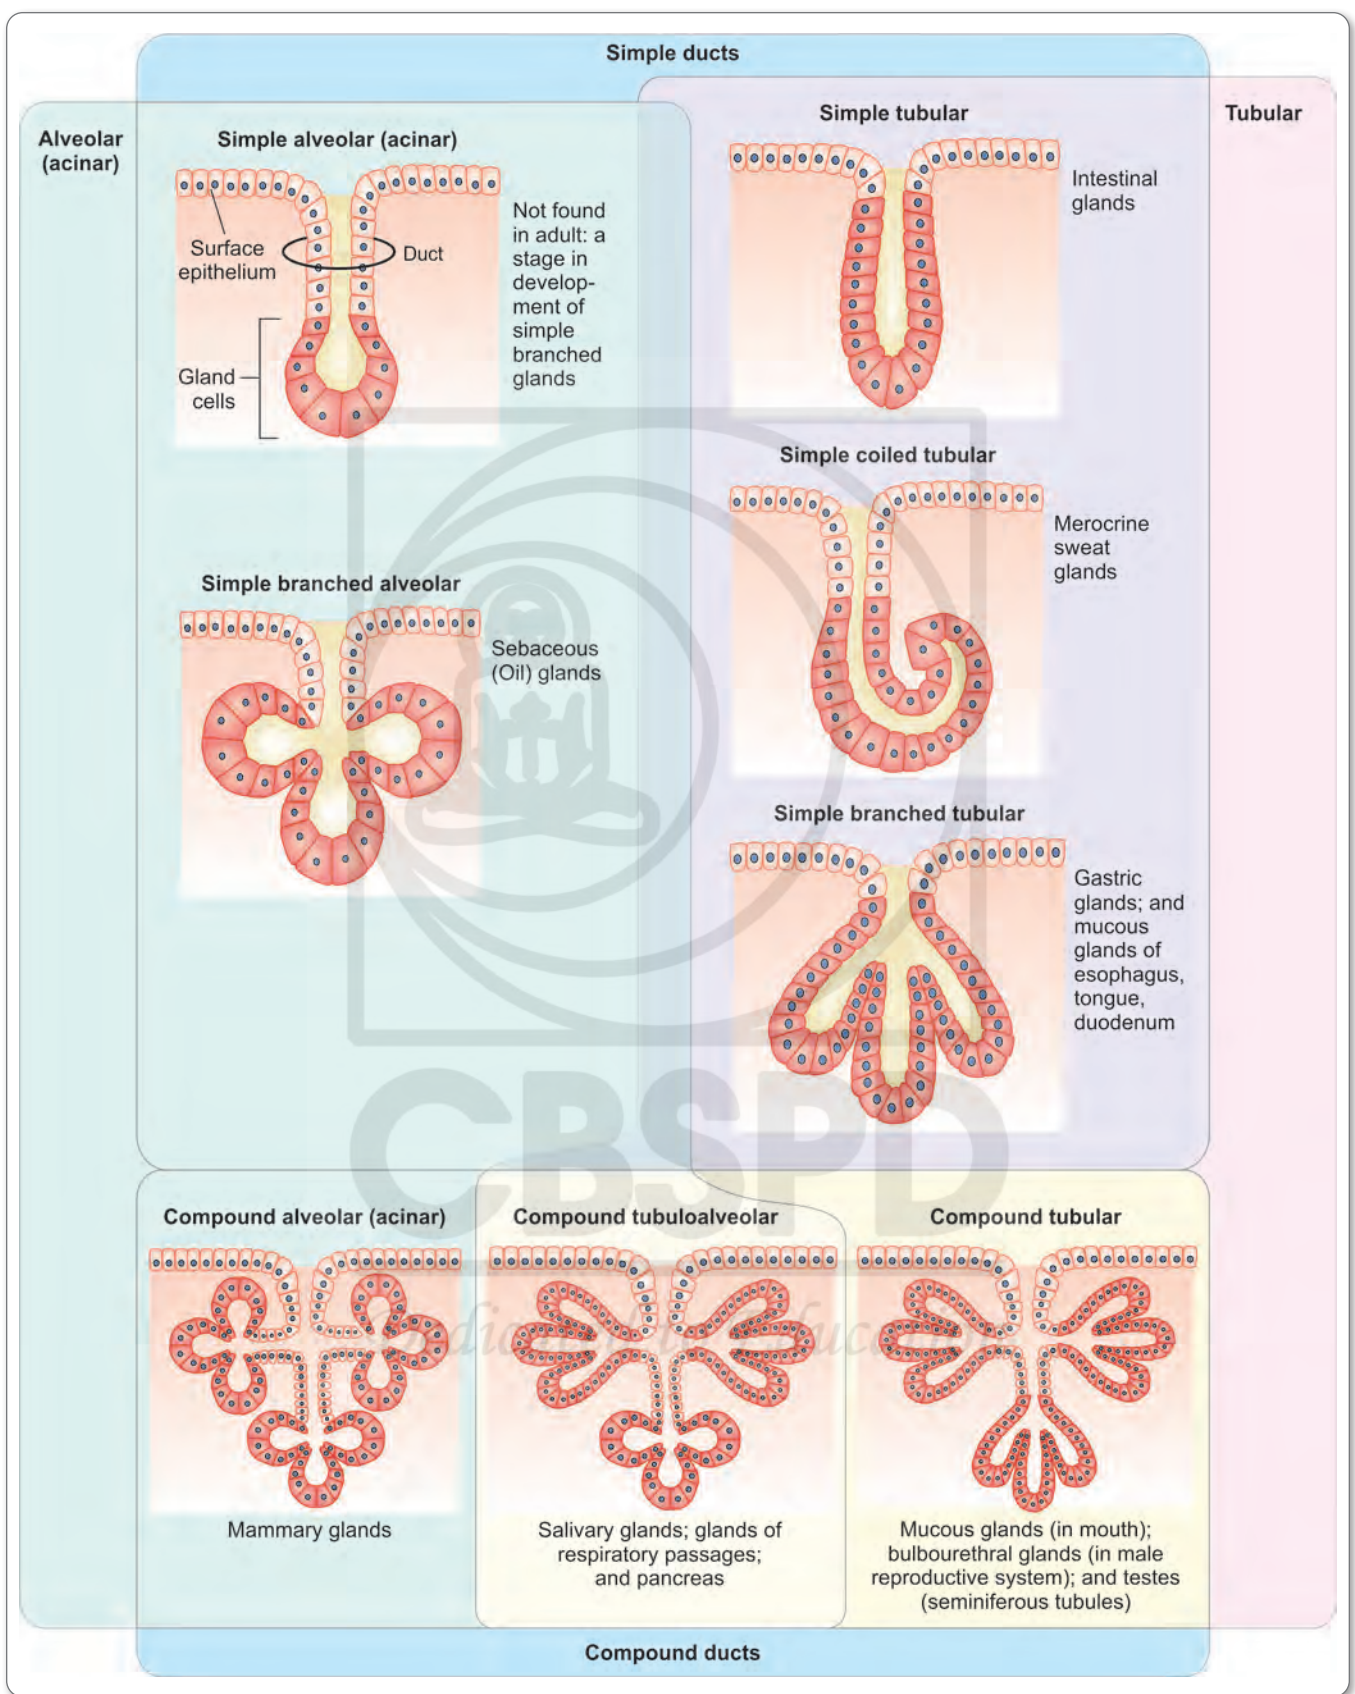 Simple ducts
Alveolar
(acinar)
Simple alveolar (acinar)
Surface
epithelium
Duct
Gland
cells
Not found
in adult: a
stage in
develop-
ment of
simple
branched
glands
Simple branched alveolar
Sebaceous
(Oil) glands
Tubular
Simple tubular
Intestinal
glands
Simple coiled tubular
Merocrine
sweat
glands
Simple branched tubular
Gastric
glands; and
mucous
glands of
esophagus,
tongue,
duodenum
CBSPD
Dedicated to Education
Compound alveolar (acinar)
Mammary glands
Compound tubuloalveolar
Salivary glands; glands of
respiratory passages;
and pancreas
Compound tubular
Mucous glands (in mouth);
bulbourethral glands (in male
reproductive system); and testes
(seminiferous tubules)
Compound ducts